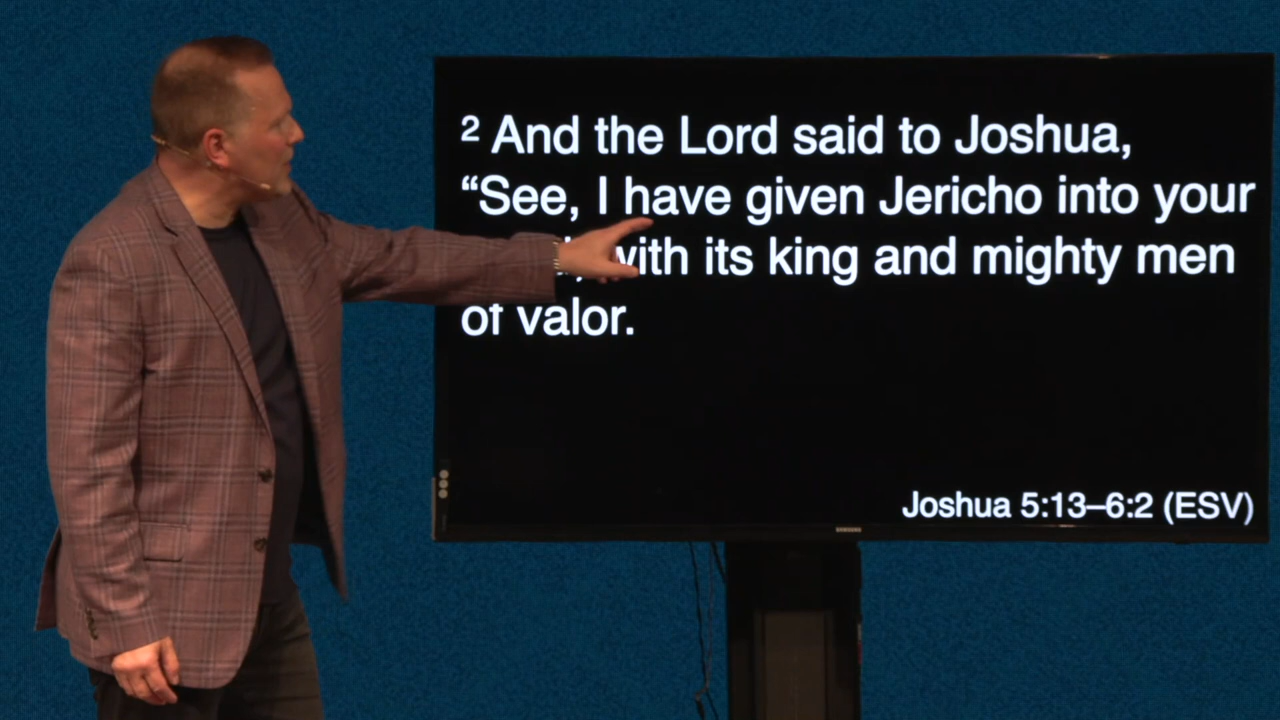 2 And the Lord said to Joshua,
“See, I have given Jericho into your
with its king and mighty men
of valor.
Joshua 5:13–6:2 (ESV)
SAMSUNG